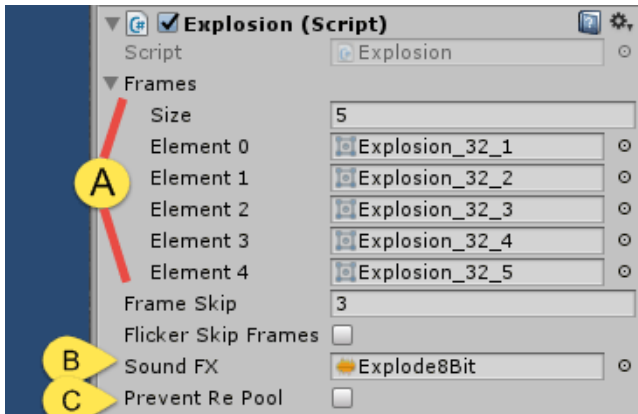 Explosion (Script)
Script Explosion
Frames
Size 5
Element 0 Explosion_32_1
Element 1 Explosion_32_2
A
Element 2 Explosion_32_3
Element 3 Explosion_32_4
Element 4 Explosion_32_5
Frame Skip 3
Flicker Skip Frames
B Sound FX Explode8Bit
C Prevent Re Pool